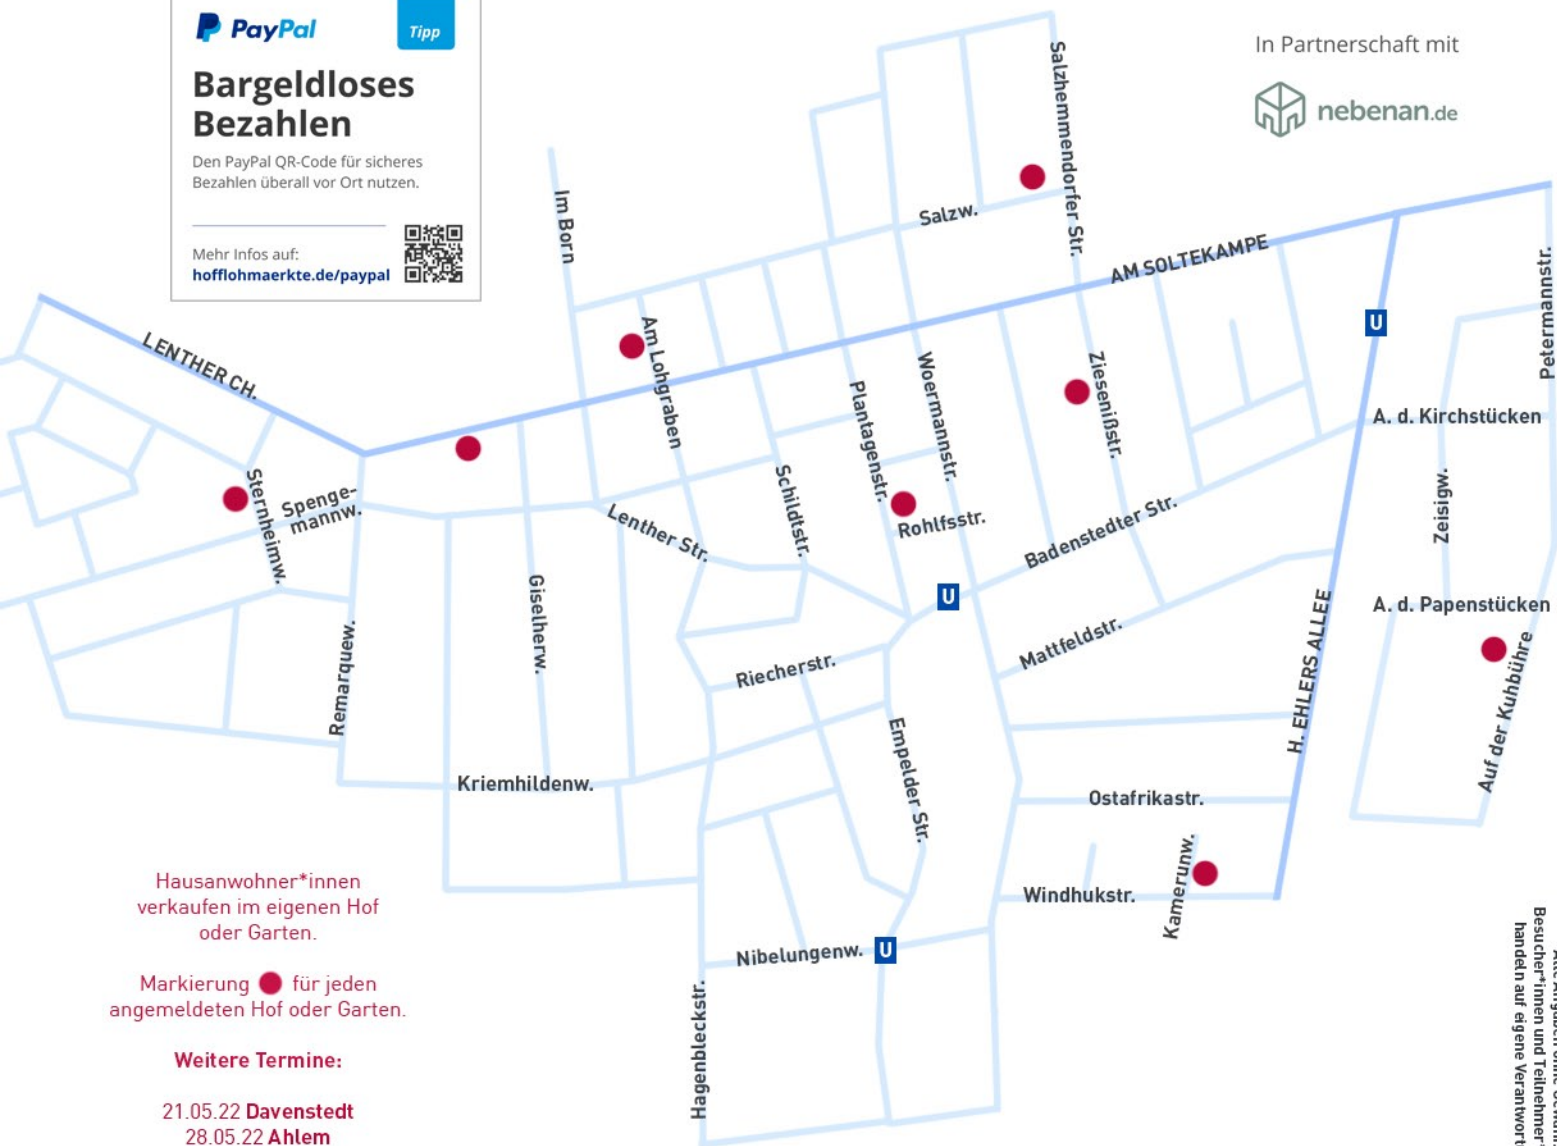 PayPal
Tipp
Bargeldloses
Bezahlen
Den PayPal QR-Code für sicheres
Bezahlen überall vor Ort nutzen.
Mehr Infos auf:
hofflohmaerkte.de/paypal
In Partnerschaft mit
nebenan.de
Salzhemmendorfer Str.
Im Born
Salzw.
AM SOLTEKAMPE
Petermannstr.
U
LENTHER CH.
Am Lohgraben
Plantagenstr.
Woermannstr.
Ziesenißstr.
A. d. Kirchstücken
Sternheimw.
Spenge-
mannw.
Lenther Str.
Schildtstr.
Rohlfsstr.
Badenstedter Str.
Zeisigw.
Giselherw.
U
A. d. Papenstücken
Remarquew.
Riecherstr.
Mattfeldstr.
H. EHLERS ALLEE
Auf der Kuhbühre
Kriemhildenw.
Empelder Str.
Ostafrikastr.
Kamerunw.
Windhukstr.
Nibelungenw.
U
Hagenbleckstr.
Hausanwohner*innen
verkaufen im eigenen Hof
oder Garten.
Markierung für jeden
angemeldeten Hof oder Garten.
Weitere Termine:
21.05.22 Davenstedt
28.05.22 Ahlem
Besucher*innen und Teilnehmer*
handeln auf eigene Verantwort